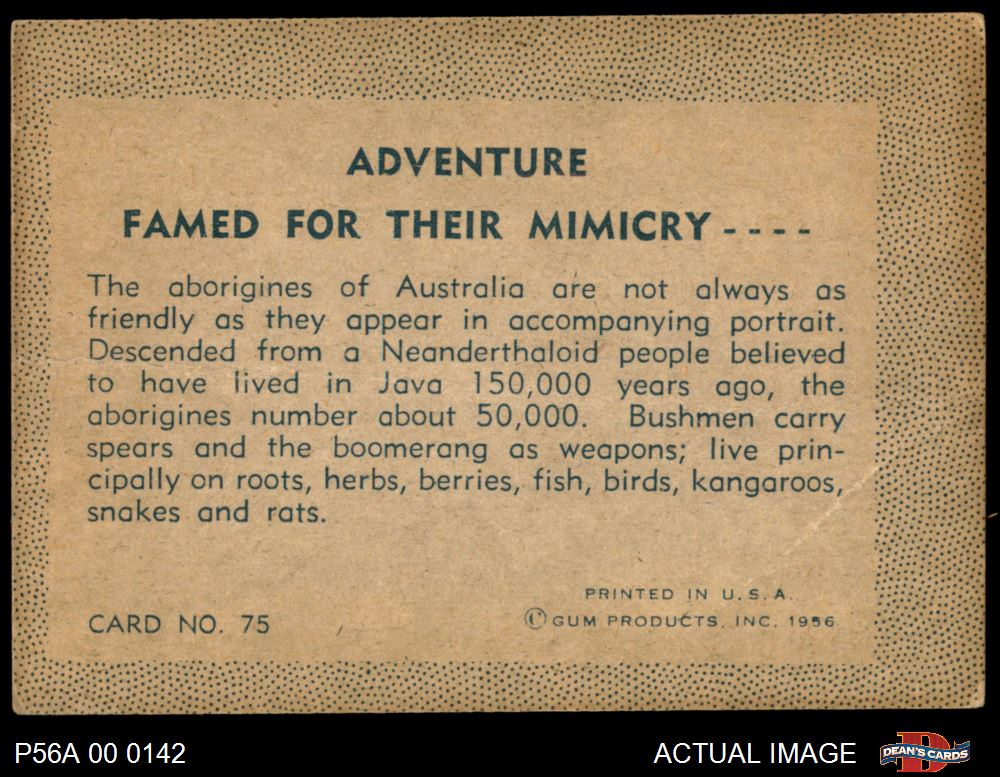 ADVENTURE
FAMED FOR THEIR MIMICRY----
The aborigines of Australia are not always as
friendly as they appear in accompanying portrait.
Descended from a Neanderthaloid people believed
to have lived in Java 150,000 years ago, the
aborigines number about 50,000. Bushmen carry
spears and the boomerang as weapons; live prin-
cipally on roots, herbs, berries, fish, birds, kangaroos,
snakes and rats.
PRINTED IN U. S. A.
CARD NO. 75
© GUM PRODUCTS, INC. 1956
P56A 00 0142
ACTUAL IMAGE
D
DEAN'S CARDS